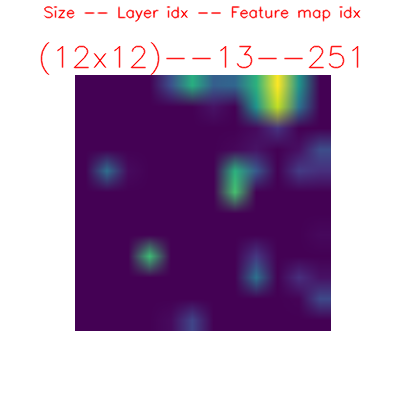 Size -- Layer idx -- Feature map idx
(12x12)--13--251